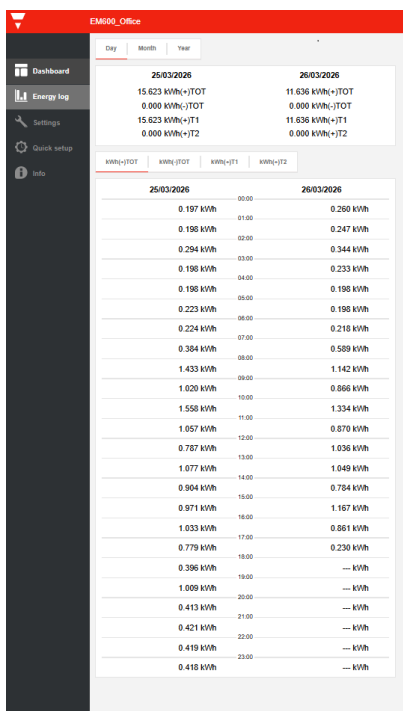 EM600_Office
Dashboard
Energy log
Settings
Quick setup
Info
Day Month Year
25/03/2026 26/03/2026
15.623 kWh(+)TOT 11.636 kWh(+)TOT
0.000 kWh(-)TOT 0.000 kWh(-)TOT
15.623 kWh(+)T1 11.636 kWh(+)T1
0.000 kWh(+)T2 0.000 kWh(+)T2
kWh(+)TOT kWh(-)TOT kWh(+)T1 kWh(+)T2
25/03/2026 26/03/2026
00:00
0.197 kWh 0.260 kWh
01:00
0.198 kWh 0.247 kWh
02:00
0.294 kWh 0.344 kWh
03:00
0.198 kWh 0.233 kWh
04:00
0.198 kWh 0.198 kWh
05:00
0.223 kWh 0.198 kWh
06:00
0.224 kWh 0.218 kWh
07:00
0.384 kWh 0.589 kWh
08:00
1.433 kWh 1.142 kWh
09:00
1.020 kWh 0.866 kWh
10:00
1.558 kWh 1.334 kWh
11:00
1.057 kWh 0.870 kWh
12:00
0.787 kWh 1.036 kWh
13:00
1.077 kWh 1.049 kWh
14:00
0.904 kWh 0.784 kWh
15:00
0.971 kWh 1.167 kWh
16:00
1.033 kWh 0.861 kWh
17:00
0.779 kWh 0.230 kWh
18:00
0.396 kWh --- kWh
19:00
1.009 kWh --- kWh
20:00
0.413 kWh --- kWh
21:00
0.421 kWh --- kWh
22:00
0.419 kWh --- kWh
23:00
0.418 kWh --- kWh